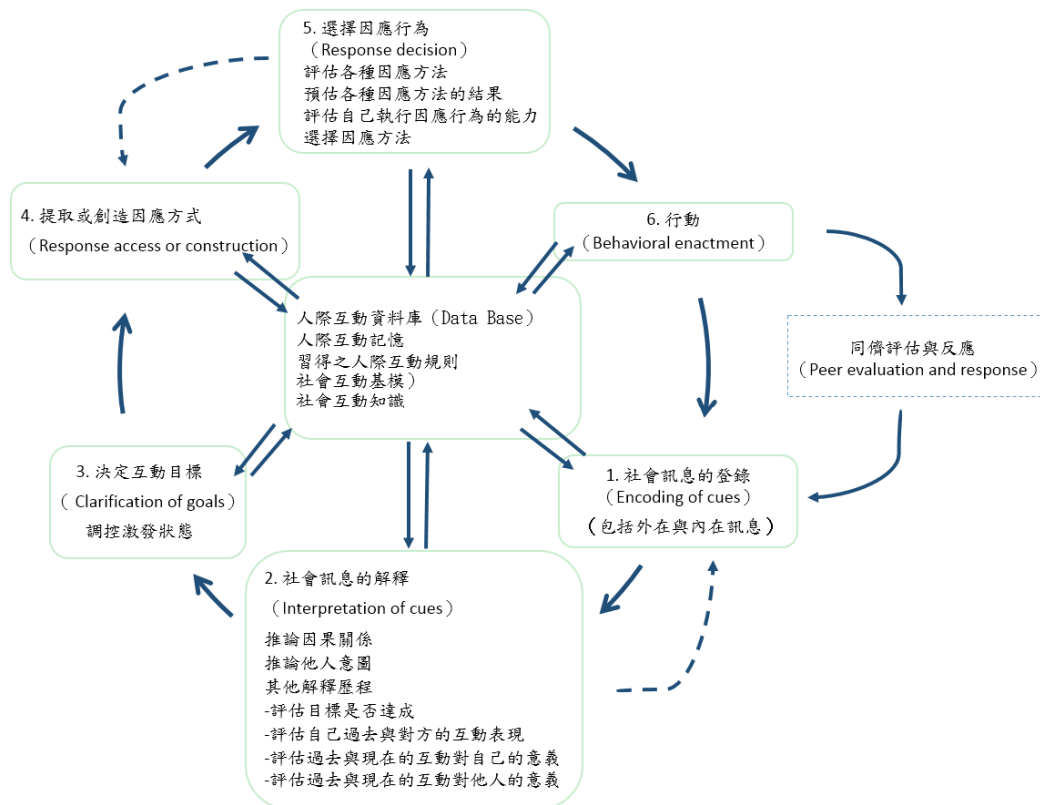 5. 選擇因應行為
（Response decision）
評估各種因應方法
預估各種因應方法的結果
評估自己執行因應行為的能力
選擇因應方法
4. 提取或創造因應方式
（Response access or construction）
6. 行動
（Behavioral enactment）
人際互動資料庫（Data Base）
人際互動記憶
習得之人際互動規則
社會互動基模）
社會互動知識
同儕評估與反應
（Peer evaluation and response）
3. 決定互動目標
（ Clarification of goals）
調控激發狀態
1. 社會訊息的登錄
（Encoding of cues）
（包括外在與內在訊息）
2. 社會訊息的解釋
（Interpretation of cues）
推論因果關係
推論他人意圖
其他解釋歷程
-評估目標是否達成
-評估自己過去與對方的互動表現
-評估過去與現在的互動對自己的意義
-評估過去與現在的互動對他人的意義